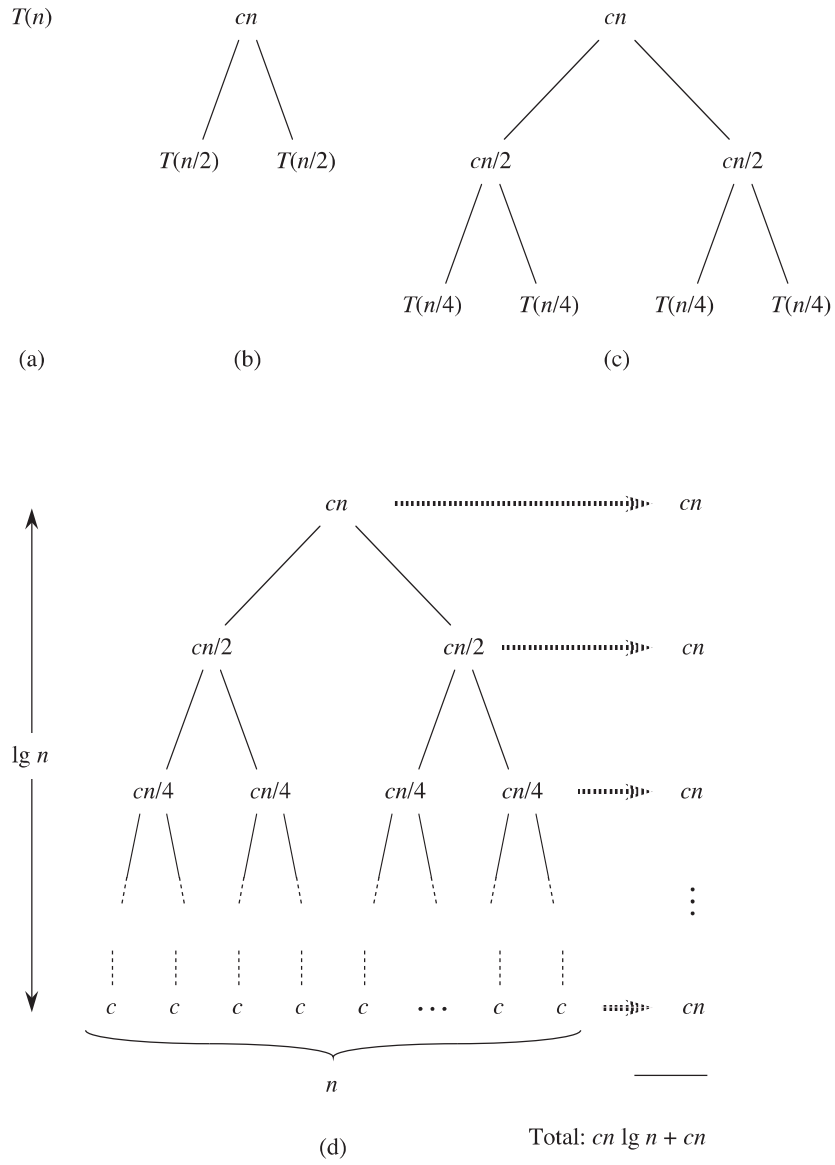 T(n) cn cn
T(n/2) T(n/2) cn/2 cn/2
T(n/4) T(n/4) T(n/4) T(n/4)
(a) (b) (c)
cn cn
cn/2 cn/2 cn
lg n
cn/4 cn/4 cn/4 cn/4 cn
c c c c c … c c cn
n
(d) Total: cn lg n + cn